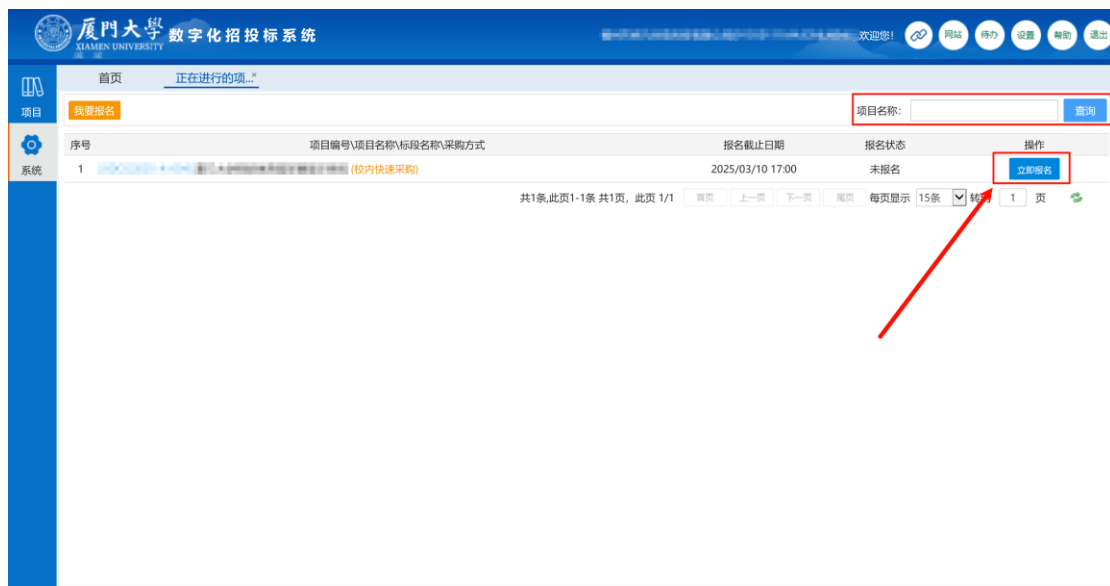 厦門大學 数字化招投标系统
XIAMEN UNIVERSITY
欢迎您! 网站 待办 设置 帮助 退出
首页 正在进行的项...×
项目
系统
我要报名 项目名称: 查询
序号 项目编号\项目名称\标段名称\采购方式 报名截止日期 报名状态 操作
1 (校内快速采购) 2025/03/10 17:00 未报名 立即报名
共1条,此页1-1条 共1页, 此页 1/1 首页 上一页 下一页 尾页 每页显示 15条 转到 1 页